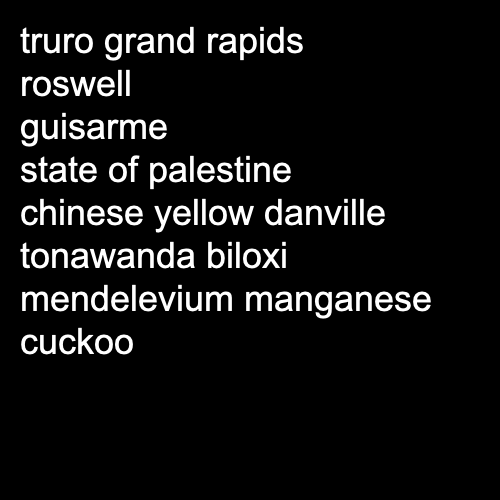 truro grand rapids
roswell
guisarme
state of palestine
chinese yellow danville
tonawanda biloxi
mendelevium manganese
cuckoo